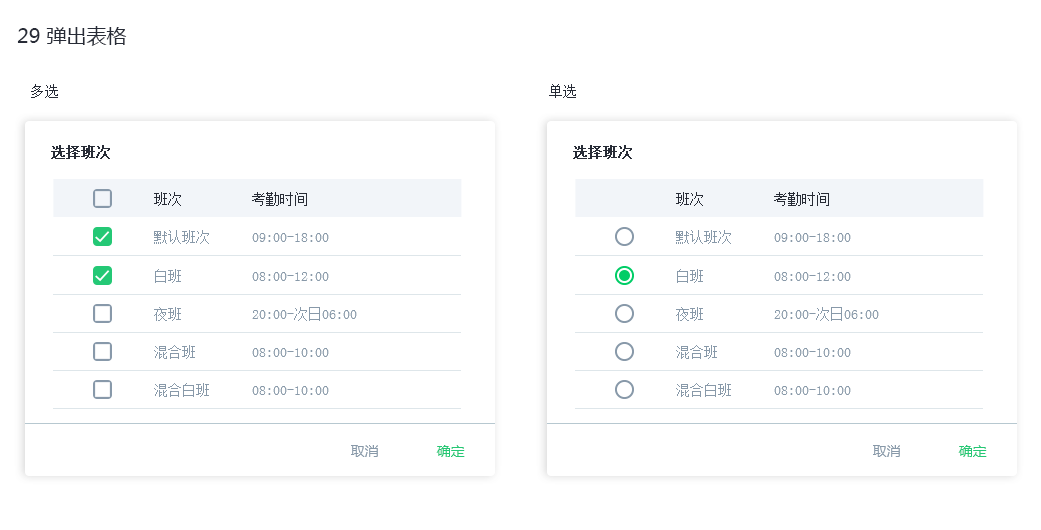 29 弹出表格
多选
选择班次
班次 考勤时间
默认班次 09:00-18:00
白班 08:00-12:00
夜班 20:00-次日06:00
混合班 08:00-10:00
混合白班 08:00-10:00
取消 确定
单选
选择班次
班次 考勤时间
默认班次 09:00-18:00
白班 08:00-12:00
夜班 20:00-次日06:00
混合班 08:00-10:00
混合白班 08:00-10:00
取消 确定